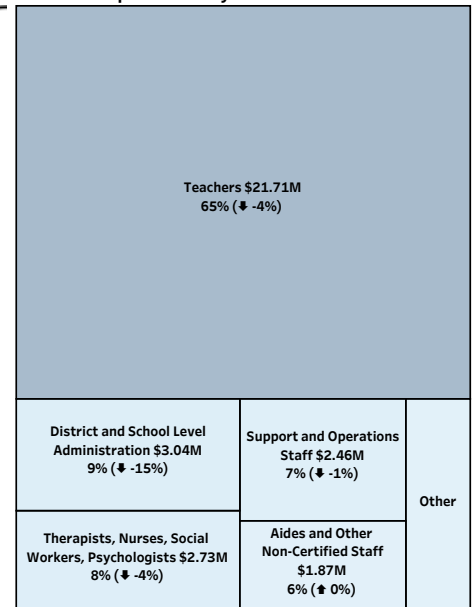 Teachers $21.71M
65% (🡇 -4%)
District and School Level
Administration $3.04M
9% (🡇 -15%)
Support and Operations
Staff $2.46M
7% (🡇 -1%)
Other
Therapists, Nurses, Social
Workers, Psychologists $2.73M
8% (🡇 -4%)
Aides and Other
Non-Certified Staff
$1.87M
6% (🡅 0%)